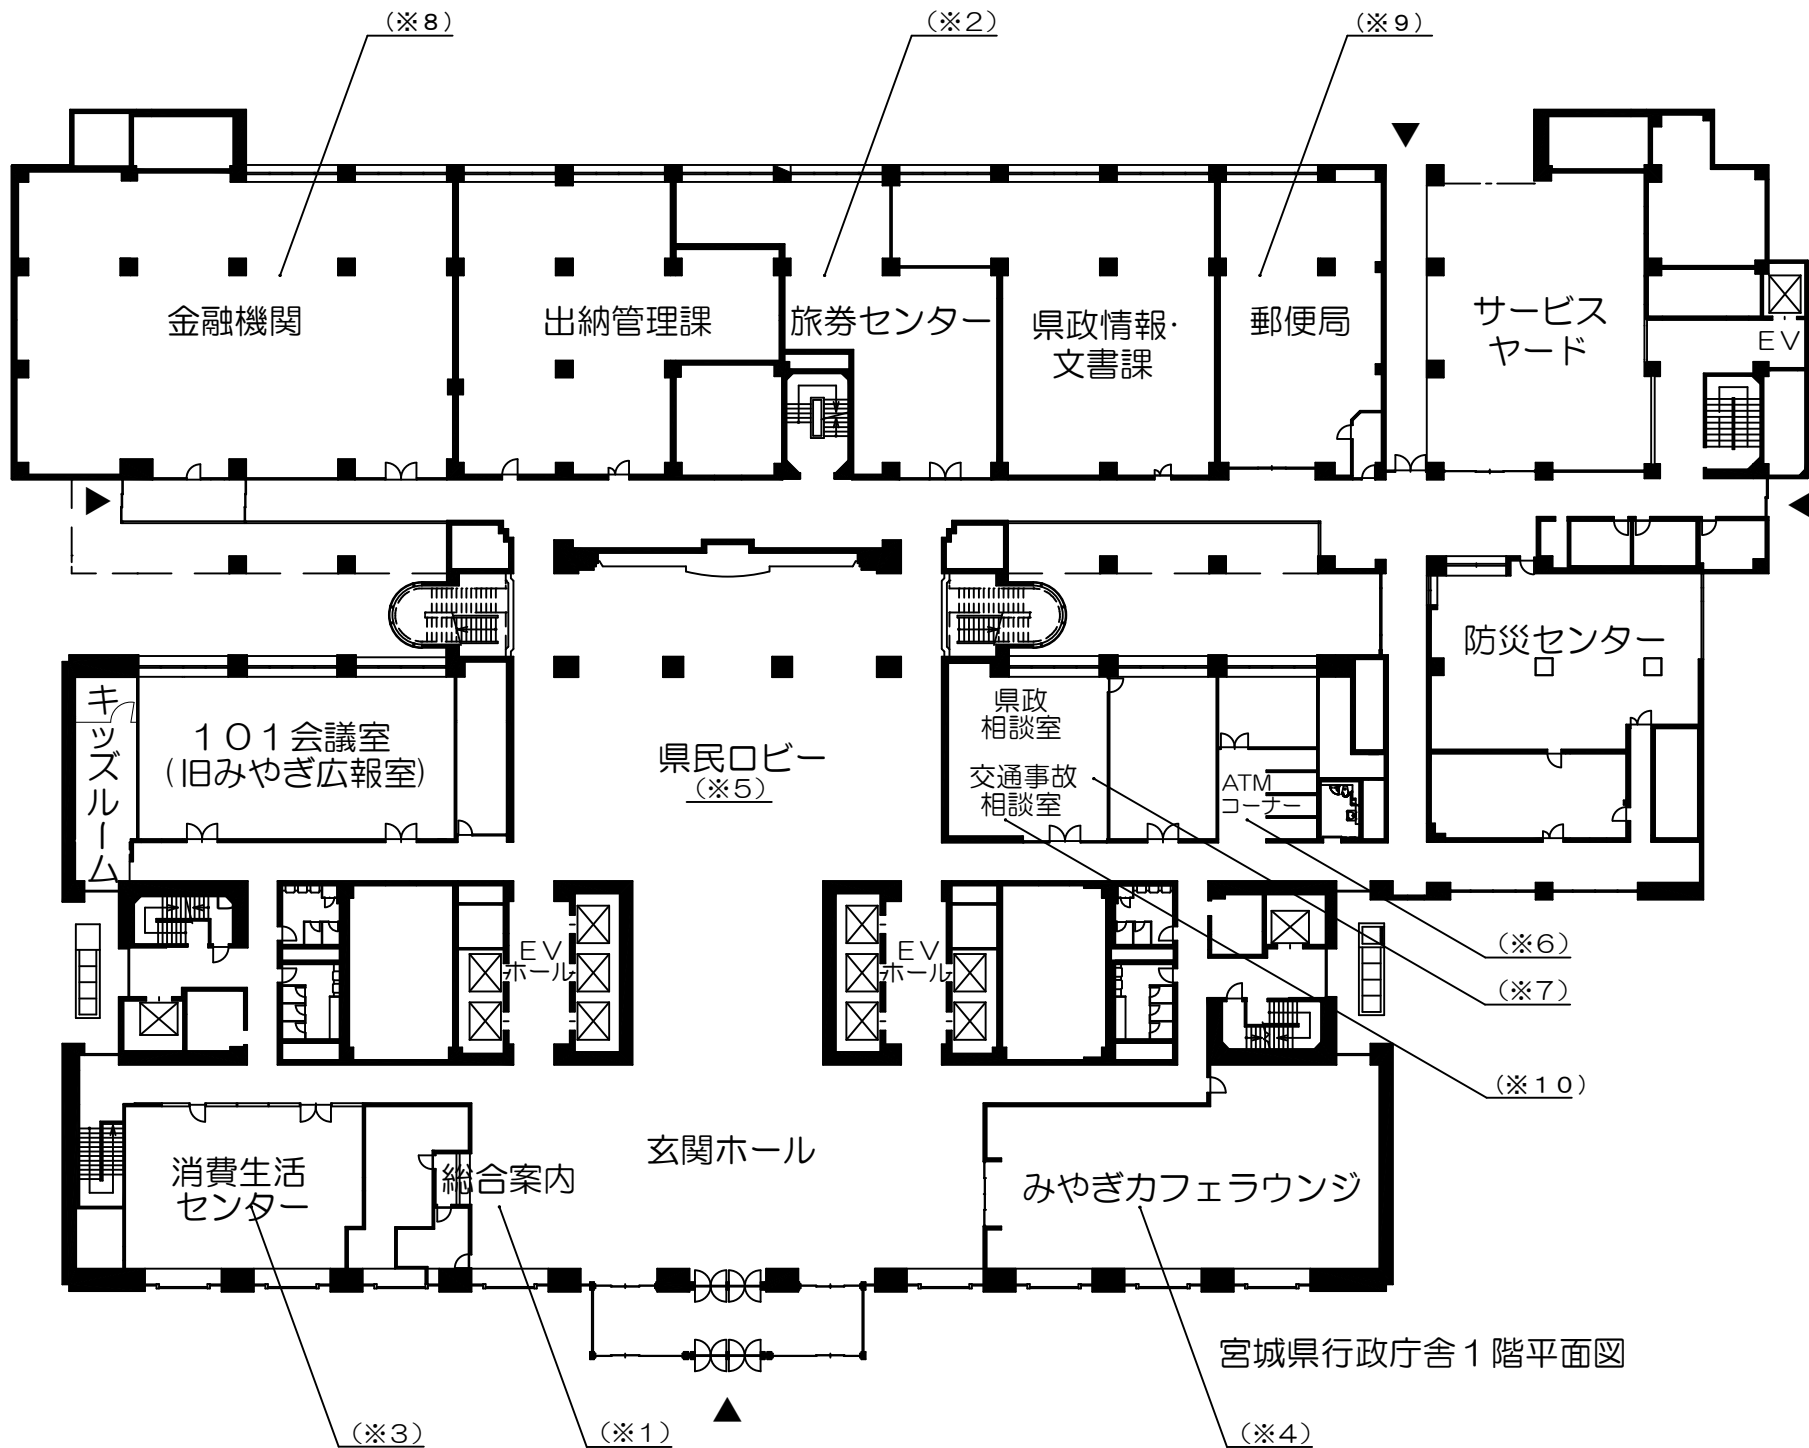 (※8)
(※2)
(※9)
金融機関
出納管理課
旅券センター
県政情報・
文書課
郵便局
サービス
ヤード
EV
防災センター
キッズルーム
101会議室
(旧みやぎ広報室)
県民ロビー
(※5)
県政
相談室
交通事故
相談室
ATM
コーナー
EV
ホール
EV
ホール
(※6)
(※7)
(※10)
消費生活
センター
総合案内
玄関ホール
みやぎカフェラウンジ
宮城県行政庁舎1階平面図
(※3)
(※1)
(※4)